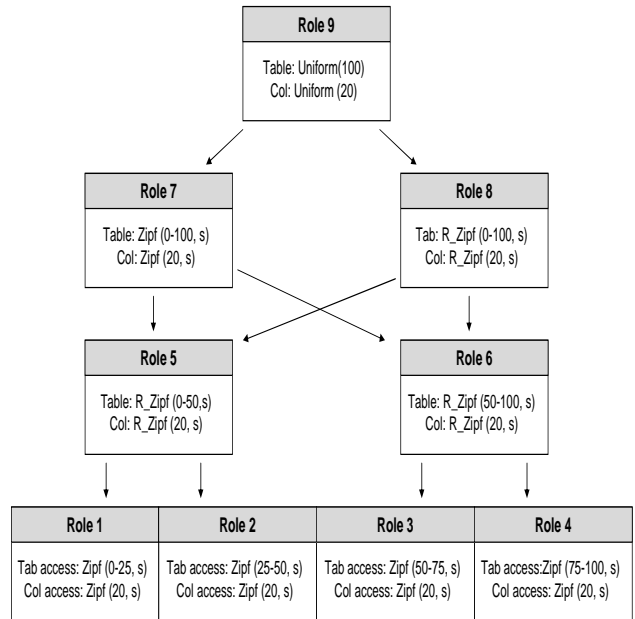 Role 9
Table: Uniform(100)
Col: Uniform (20)
Role 7
Table: Zipf (0-100, s)
Col: Zipf (20, s)
Role 8
Tab: R_Zipf (0-100, s)
Col: R_Zipf (20, s)
Role 5
Table: R_Zipf (0-50,s)
Col: R_Zipf (20, s)
Role 6
Table: R_Zipf (50-100, s)
Col: R_Zipf (20, s)
Role 1
Tab access: Zipf (0-25, s)
Col access: Zipf (20, s)
Role 2
Tab access: Zipf (25-50, s)
Col access: Zipf (20, s)
Role 3
Tab access: Zipf (50-75, s)
Col access: Zipf (20, s)
Role 4
Tab access:Zipf (75-100, s)
Col access: Zipf (20, s)